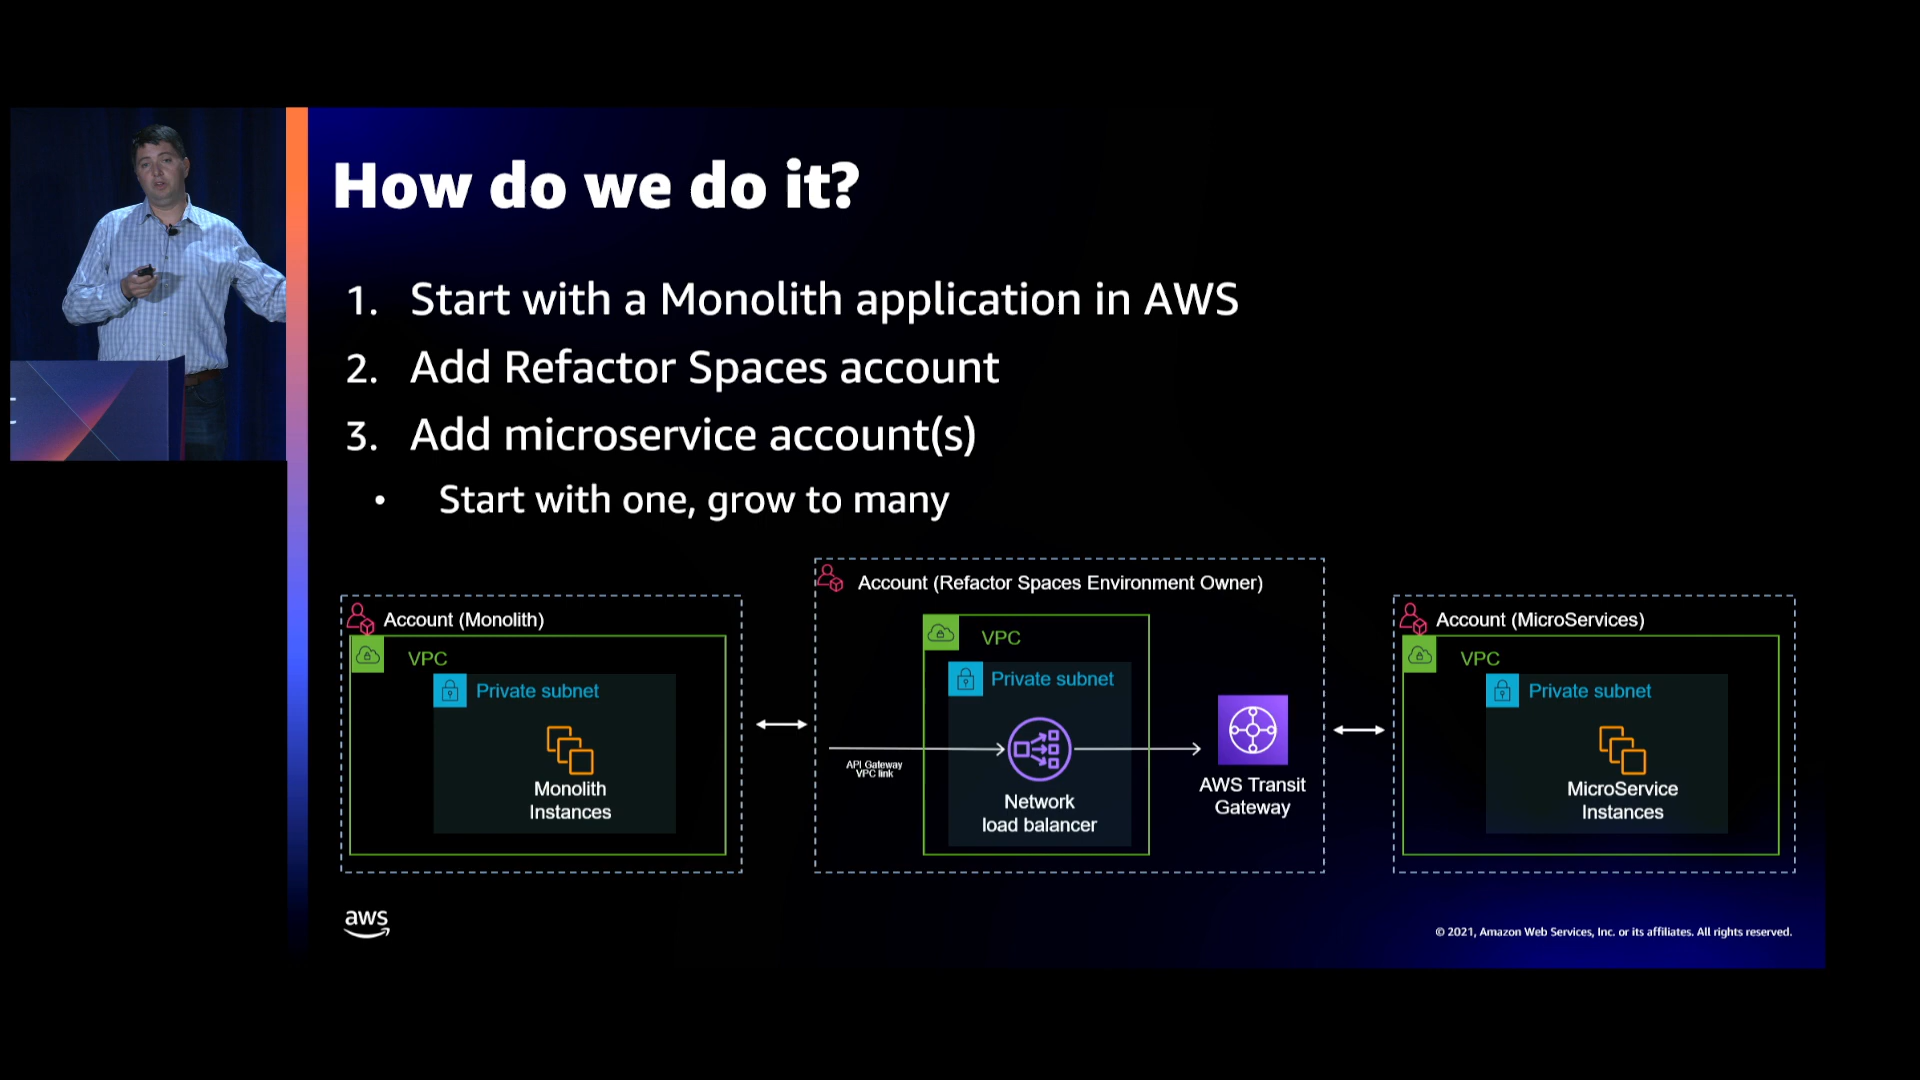 How do we do it?
1. Start with a Monolith application in AWS
2. Add Refactor Spaces account
3. Add microservice account(s)
• Start with one, grow to many
Account (Monolith)
VPC
Private subnet
Monolith
Instances
Account (Refactor Spaces Environment Owner)
VPC
Private subnet
API Gateway
VPC link
Network
load balancer
AWS Transit
Gateway
Account (MicroServices)
VPC
Private subnet
MicroService
Instances
aws
© 2021, Amazon Web Services, Inc. or its affiliates. All rights reserved.